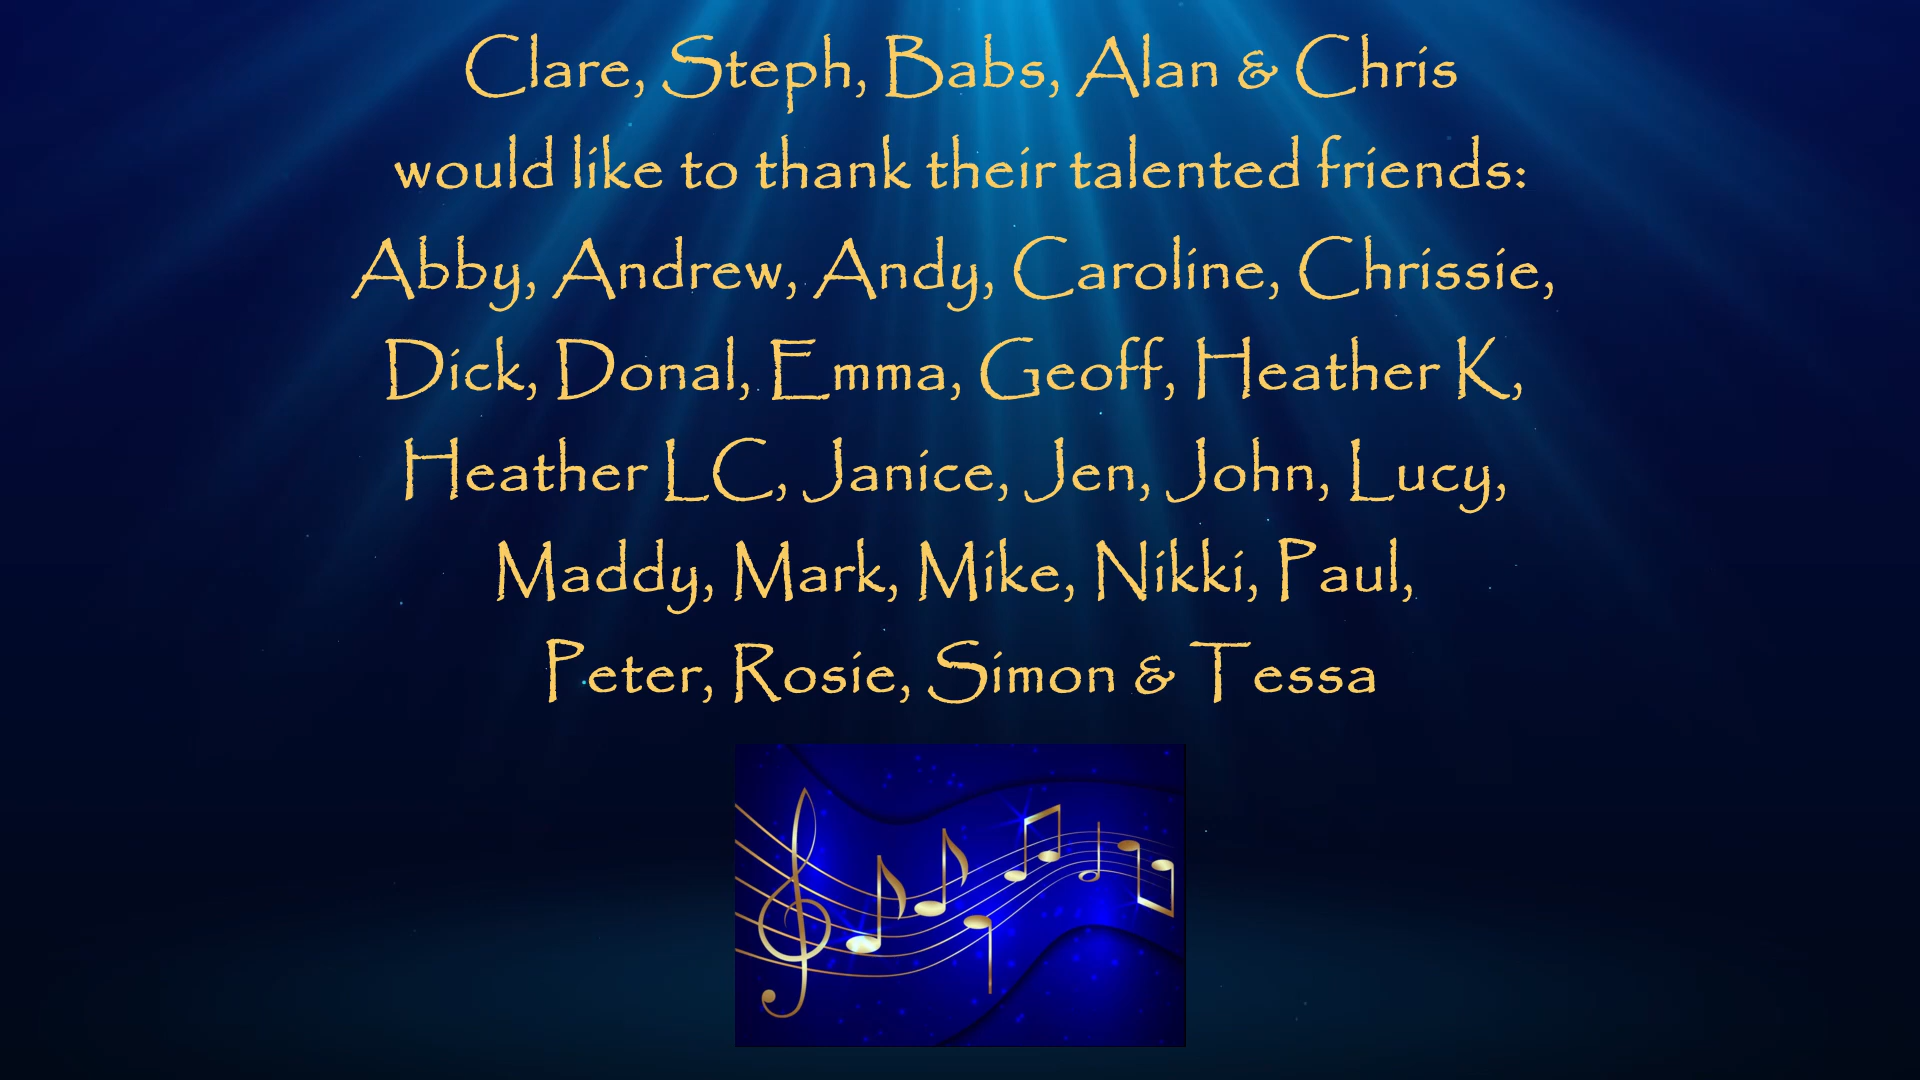 Clare, Steph, Babs, Alan & Chris
would like to thank their talented friends:
Abby, Andrew, Andy, Caroline, Chrissie,
Dick, Donal, Emma, Geoff, Heather K,
Heather LC, Janice, Jen, John, Lucy,
Maddy, Mark, Mike, Nikki, Paul,
Peter, Rosie, Simon & Tessa